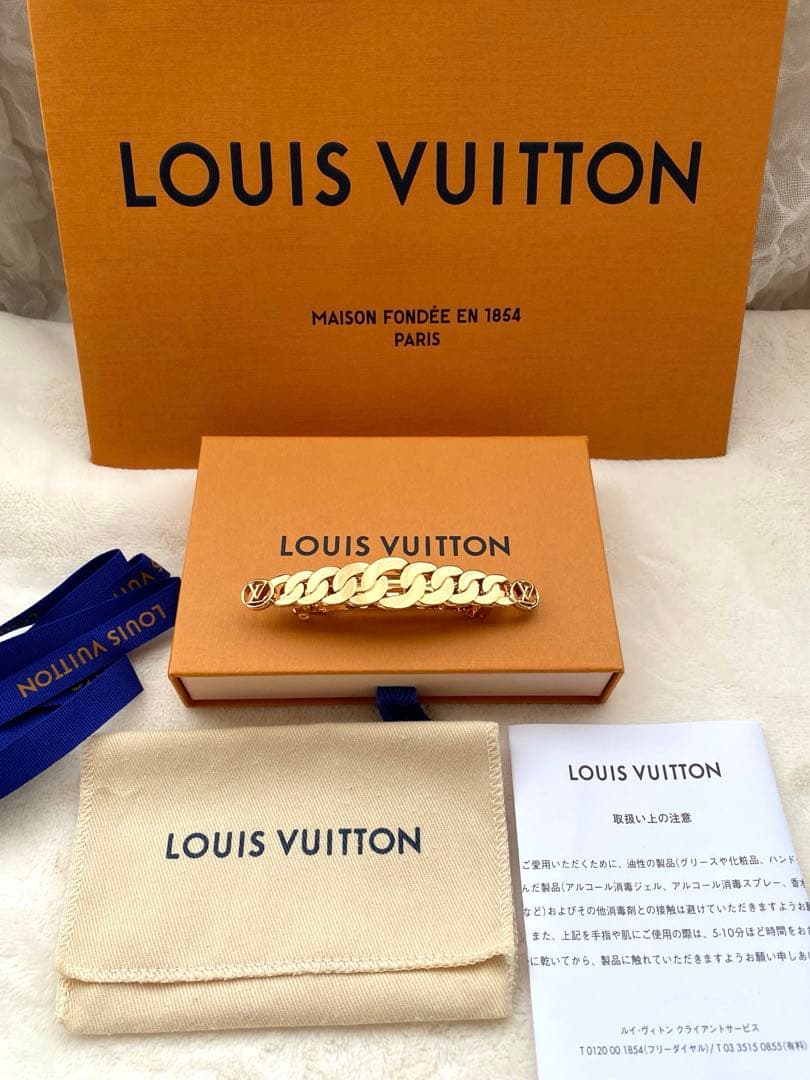 LOUIS VUITTON
MAISON FONDÉE EN 1854
PARIS
LOUIS VUITTON
LV
LV
LOUIS VUITTON
LOUIS VUITTON
LOUIS VUITTON
取扱い上の注意
ご愛用いただくために、油性の製品(グリースや化粧品、ハンド
んだ製品(アルコール消毒ジェル、アルコール消毒スプレー、香水
など)およびその他消毒剤との接触は避けていただきますようお
また、上記を手指や肌にご使用の際は、5-10分ほど時間をお
に乾いてから、製品に触れていただきますようお願い申しあ
ルイ・ヴィトン クライアントサービス
T 0120 00 1854(フリーダイヤル) / T 03 3515 0855(有料)